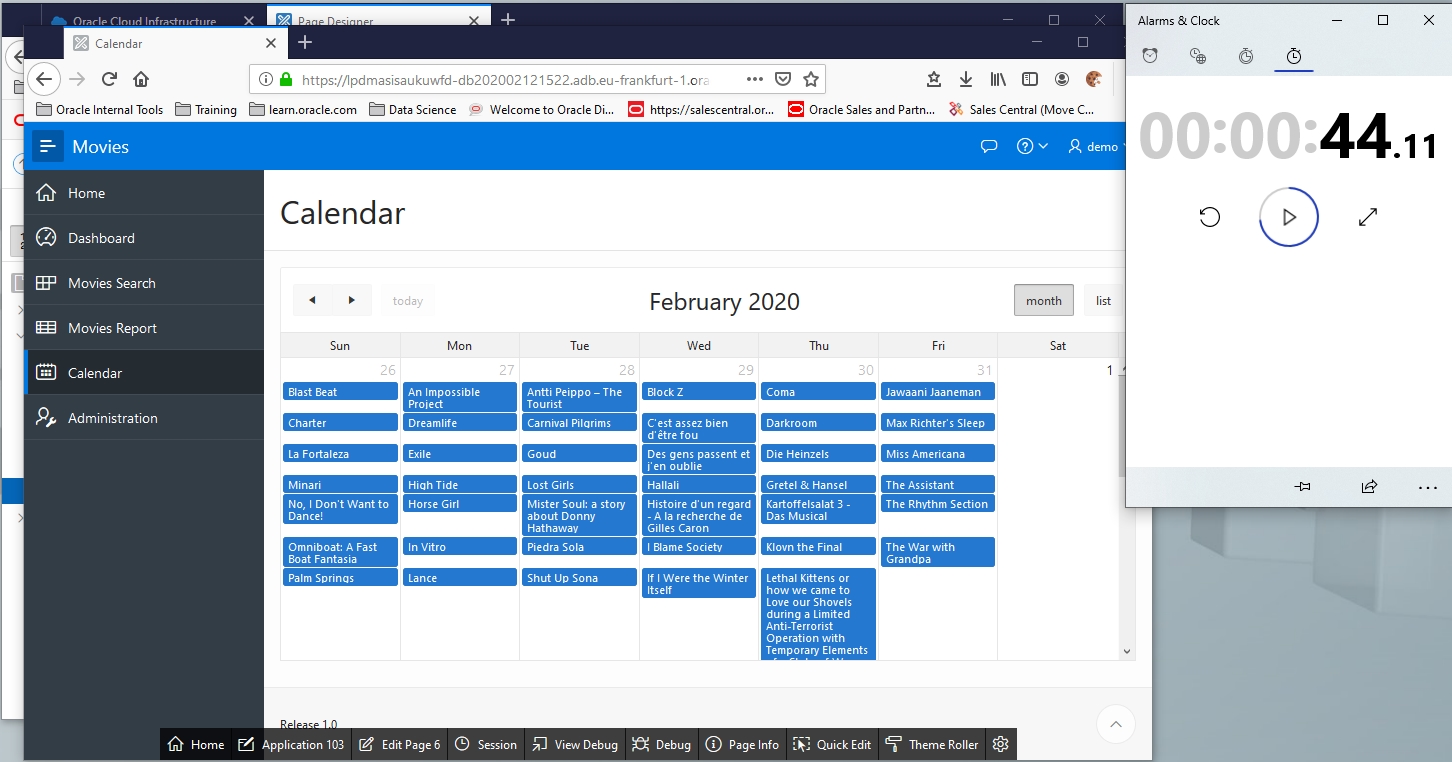 Oracle Cloud Infrastructure
Page Designer
Calendar
https://lpdmasisaukuwfd-db202002121522.adb.eu-frankfurt-1.ora
Oracle Internal Tools
Training
learn.oracle.com
Data Science
Welcome to Oracle Di...
https://salescentral.or...
Oracle Sales and Partn...
Sales Central (Move C...
Movies
demo
Home
Dashboard
Movies Search
Movies Report
Calendar
Administration
Calendar
today
February 2020
month
list
Sun Mon Tue Wed Thu Fri Sat
26 27 28 29 30 31 1
Blast Beat
Charter
La Fortaleza
Minari
No, I Don't Want to
Dance!
Omniboat: A Fast
Boat Fantasia
Palm Springs
An Impossible
Project
Dreamlife
Exile
High Tide
Horse Girl
In Vitro
Lance
Antti Peippo – The
Tourist
Carnival Pilgrims
Goud
Lost Girls
Mister Soul: a story
about Donny
Hathaway
Piedra Sola
Shut Up Sona
Block Z
C'est assez bien
d'être fou
Des gens passent et
j'en oublie
Hallali
Histoire d'un regard
- A la recherche de
Gilles Caron
I Blame Society
If I Were the Winter
Itself
Coma
Darkroom
Die Heinzels
Gretel & Hansel
Kartoffelsalat 3 -
Das Musical
Klovn the Final
Lethal Kittens or
how we came to
Love our Shovels
during a Limited
Anti-Terrorist
Operation with
Temporary Elements
Jawaani Jaaneman
Max Richter's Sleep
Miss Americana
The Assistant
The Rhythm Section
The War with
Grandpa
Release 1.0
Home
Application 103
Edit Page 6
Session
View Debug
Debug
Page Info
Quick Edit
Theme Roller
Alarms & Clock
00:00:44.11